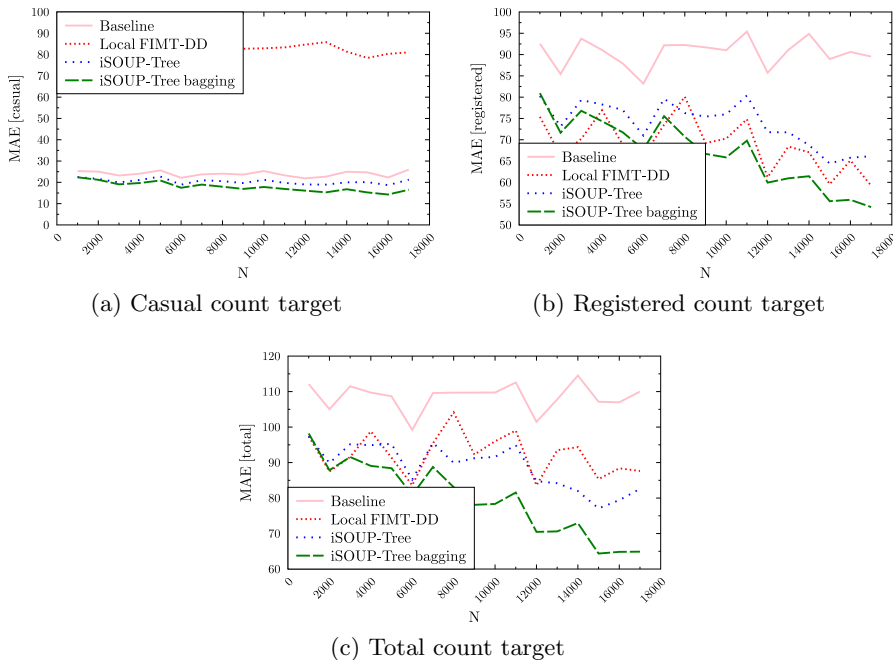 100
90
80
70
60
50
40
30
20
10
0
MAE [casual]
Baseline
Local FIMT-DD
iSOUP-Tree
iSOUP-Tree bagging
0
2000
4000
6000
8000
10000
12000
14000
16000
18000
N
(a) Casual count target
100
95
90
85
80
75
70
65
60
55
50
MAE [registered]
Baseline
Local FIMT-DD
iSOUP-Tree
iSOUP-Tree bagging
0
2000
4000
6000
8000
10000
12000
14000
16000
18000
N
(b) Registered count target
120
110
100
90
80
70
60
MAE [total]
Baseline
Local FIMT-DD
iSOUP-Tree
iSOUP-Tree bagging
0
2000
4000
6000
8000
10000
12000
14000
16000
18000
N
(c) Total count target